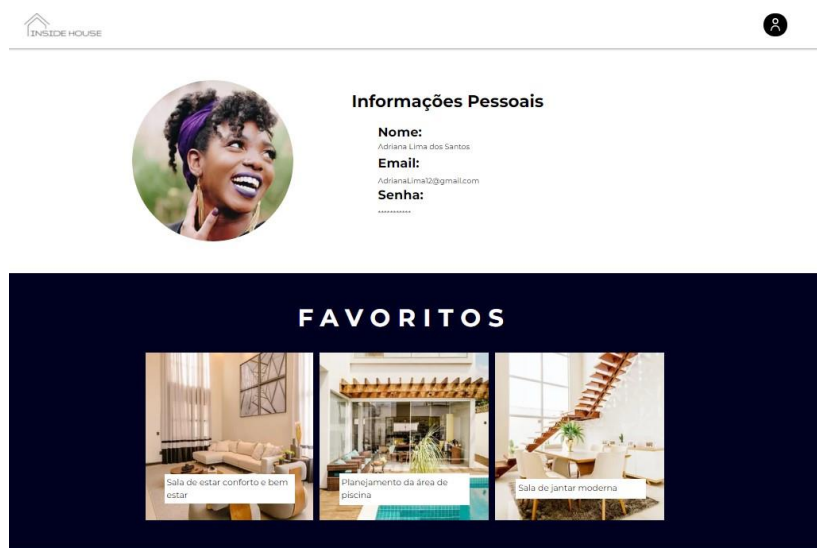 INSIDE HOUSE
Informações Pessoais
Nome:
Adriana Lima dos Santos
Email:
AdrianaLima12@gmail.com
Senha:
***********
FAVORITOS
Sala de estar conforto e bem
estar
Planejamento da área de
piscina
Sala de jantar moderna